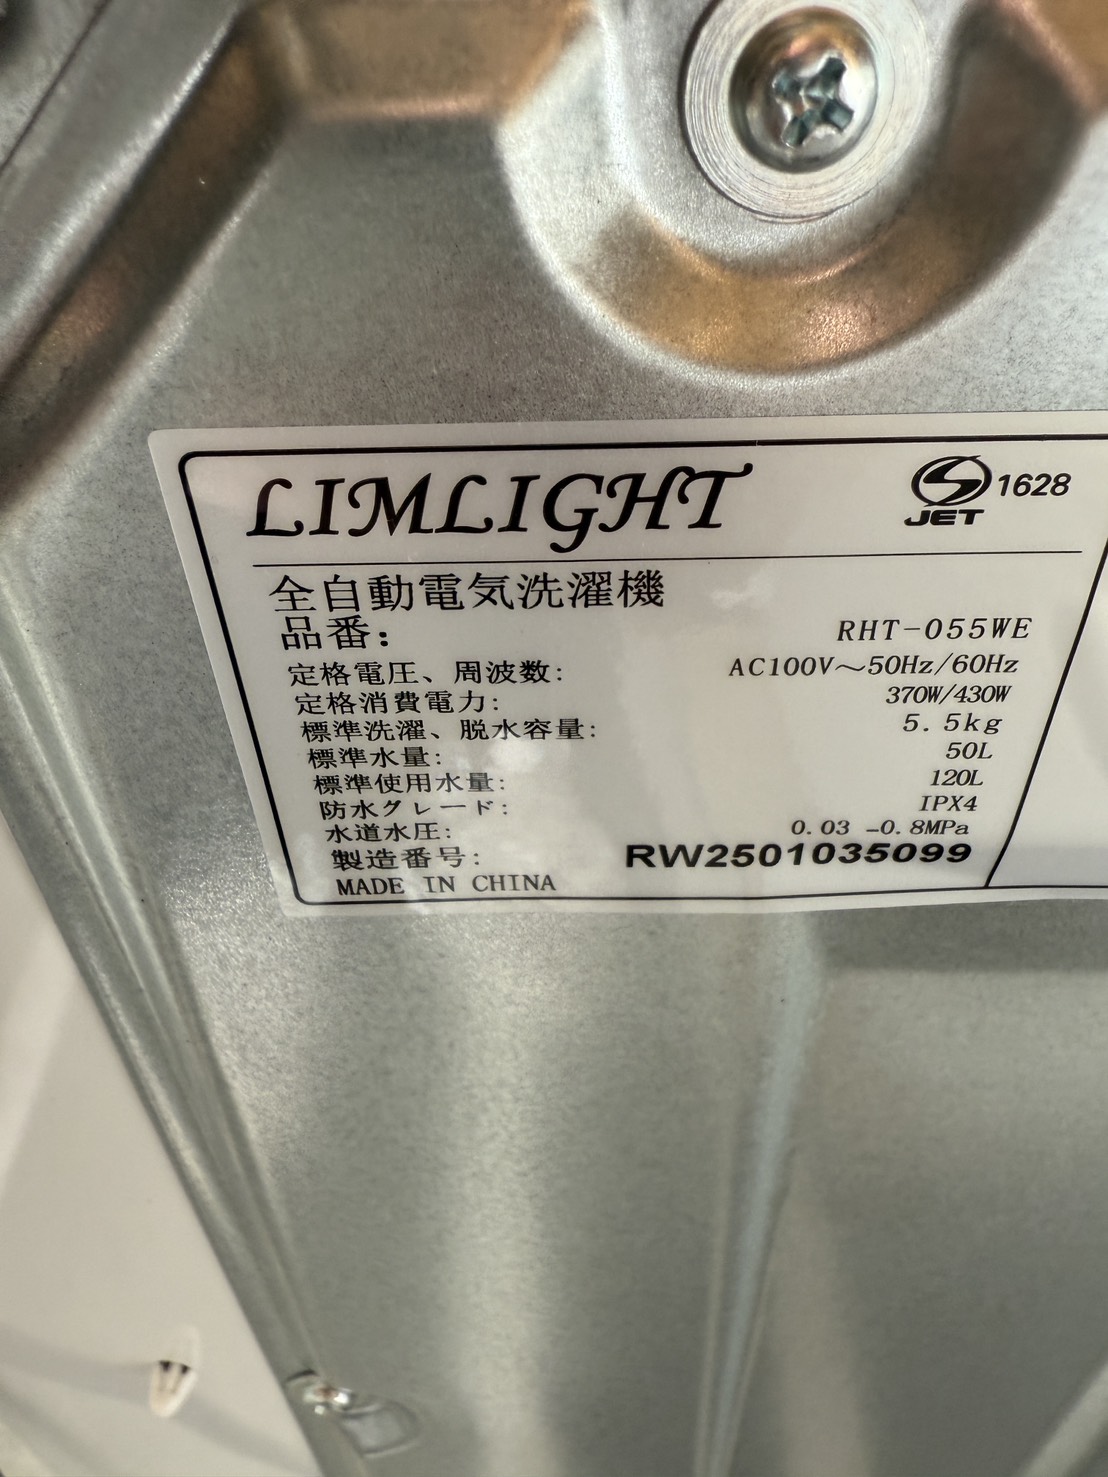 LIMLIGHT
JET 1628
全自動電気洗濯機
品番: RHT-055WE
定格電圧、周波数: AC100V～50Hz/60Hz
定格消費電力: 370W/430W
標準洗濯、脱水容量: 5.5kg
標準水量: 50L
標準使用水量: 120L
防水グレード: IPX4
水道水圧: 0.03 -0.8MPa
製造番号: RW2501035099
MADE IN CHINA